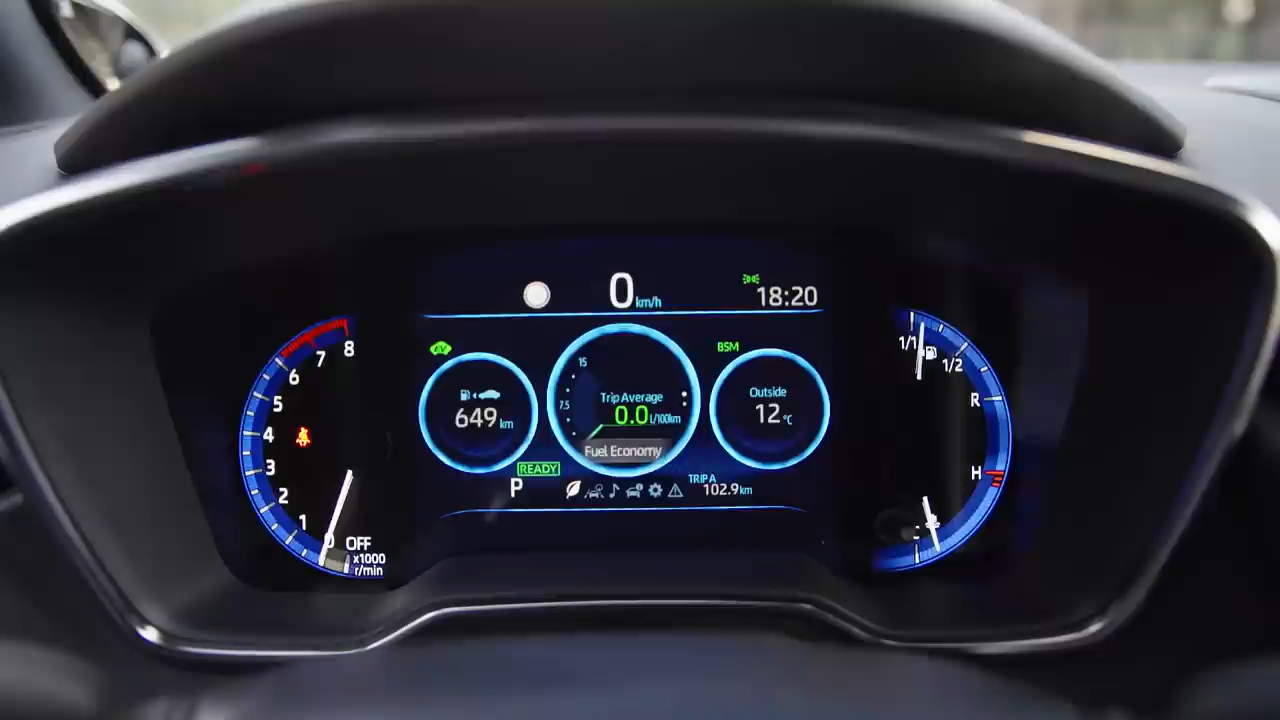 0 km/h
18:20
EV
BSM
8
7
6
5
4
3
2
1
0
OFF
x1000
r/min
649 km
15
7.5
Trip Average
0.0 L/100km
Fuel Economy
Outside
12 °C
READY
P
TRIP A
102.9 km
1/1
1/2
R
H